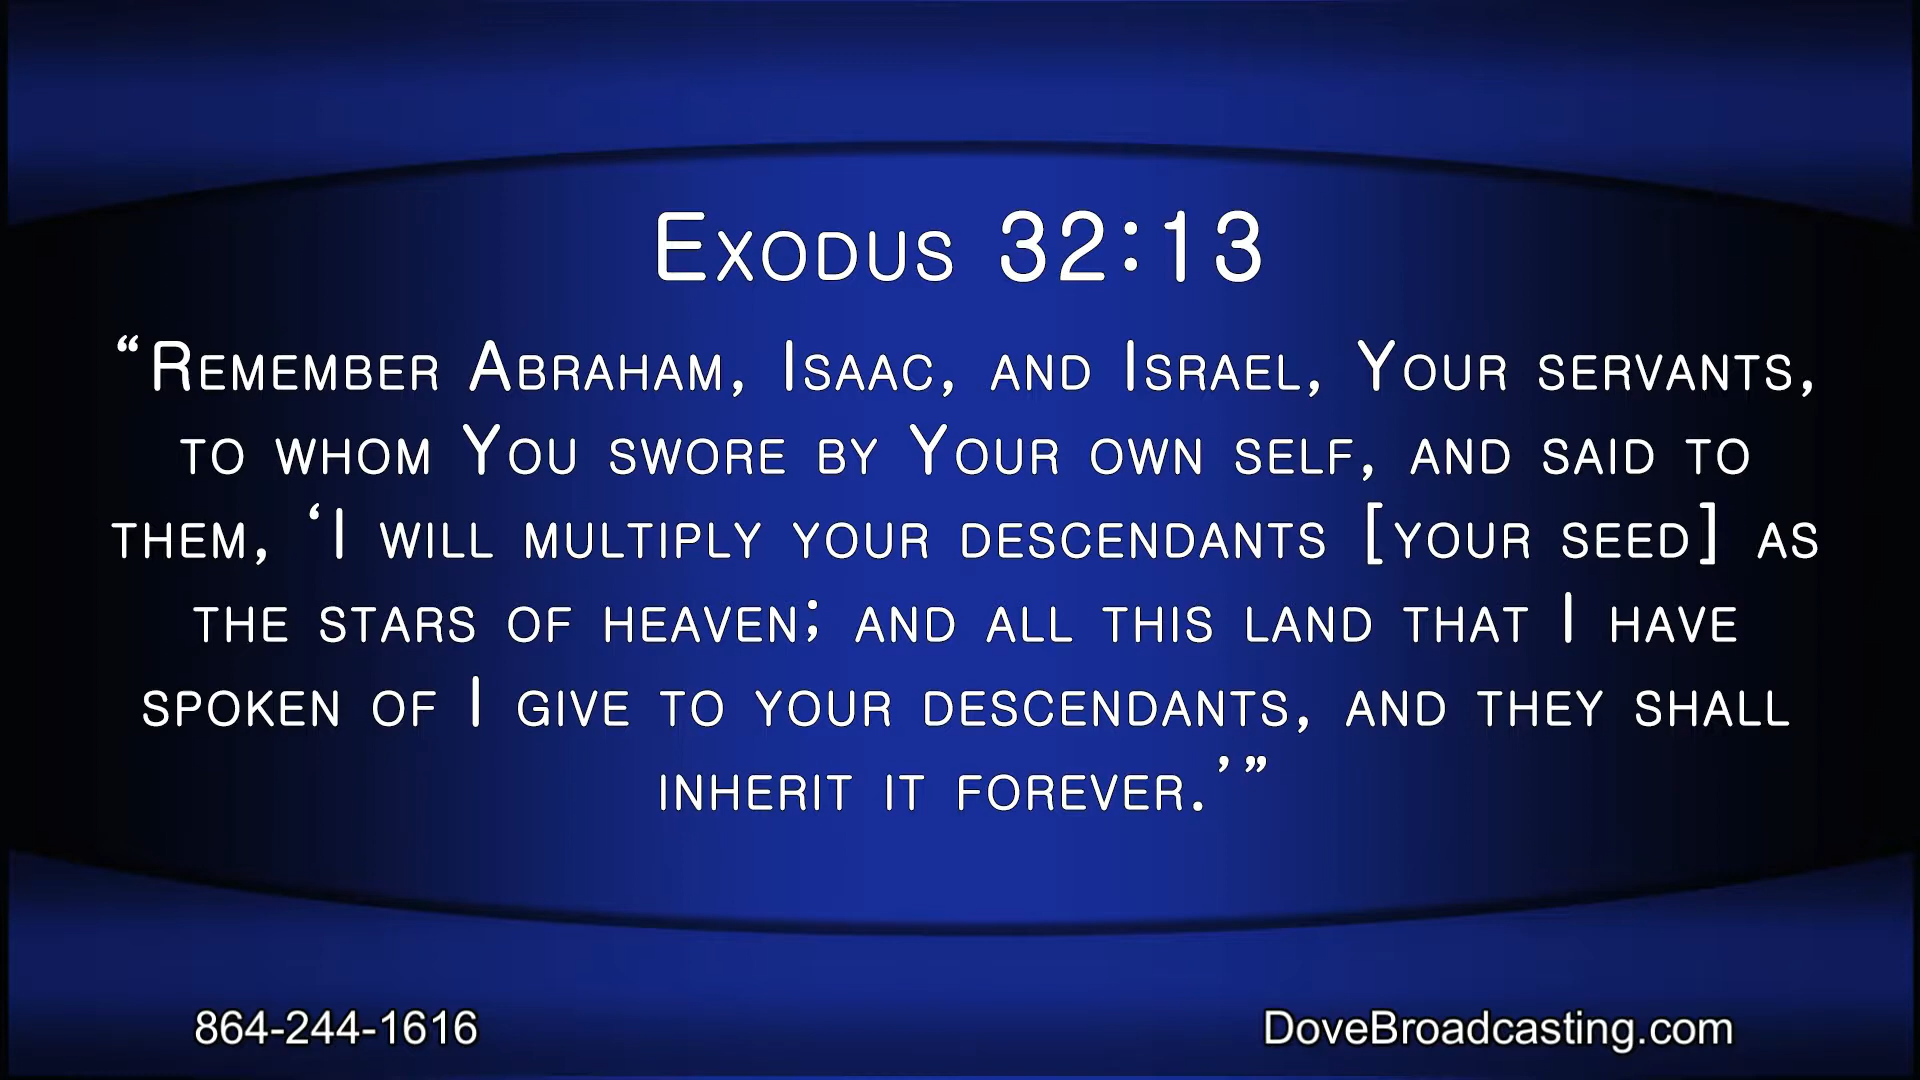 Exodus 32:13
“Remember Abraham, Isaac, and Israel, Your servants,
to whom You swore by Your own self, and said to
them, ‘I will multiply your descendants [your seed] as
the stars of heaven; and all this land that I have
spoken of I give to your descendants, and they shall
inherit it forever.’”
864-244-1616
DoveBroadcasting.com